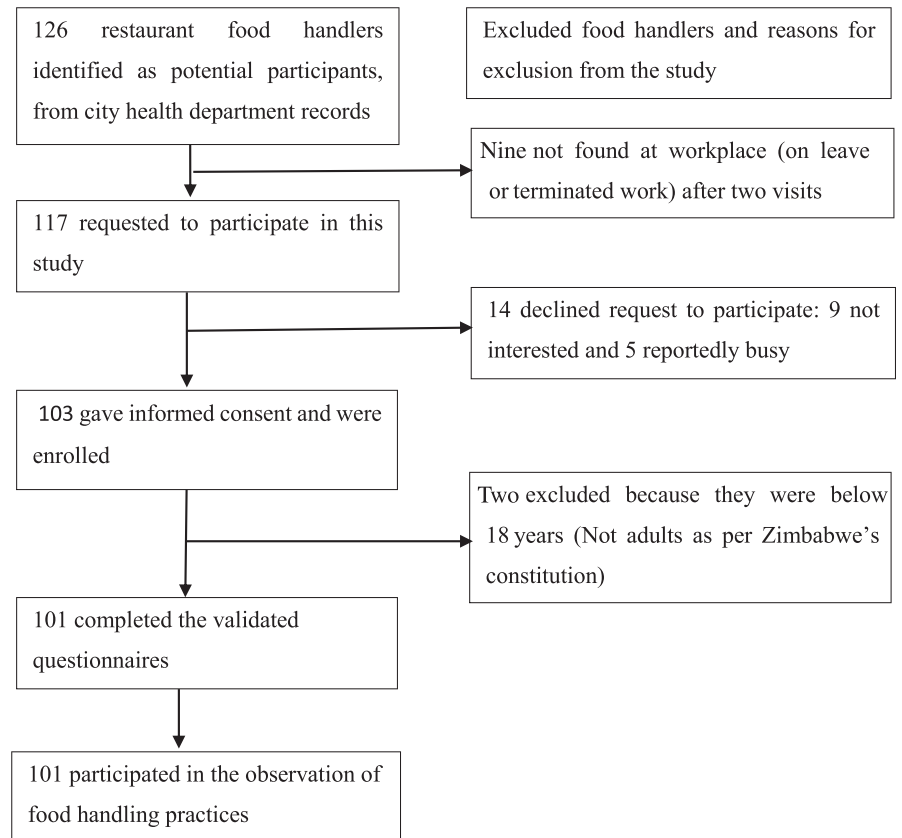 126 restaurant food handlers
identified as potential participants,
from city health department records
Excluded food handlers and reasons for
exclusion from the study
Nine not found at workplace (on leave
or terminated work) after two visits
117 requested to participate in this
study
14 declined request to participate: 9 not
interested and 5 reportedly busy
103 gave informed consent and were
enrolled
Two excluded because they were below
18 years (Not adults as per Zimbabwe’s
constitution)
101 completed the validated
questionnaires
101 participated in the observation of
food handling practices